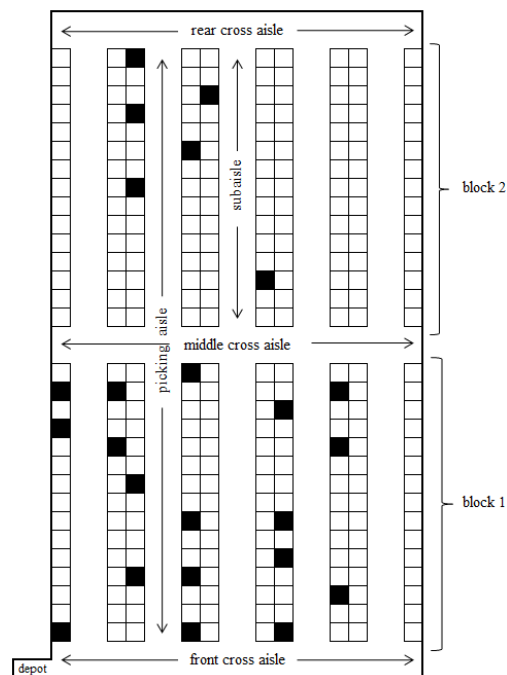 rear cross aisle
subaisle
block 2
picking aisle
middle cross aisle
block 1
front cross aisle
depot